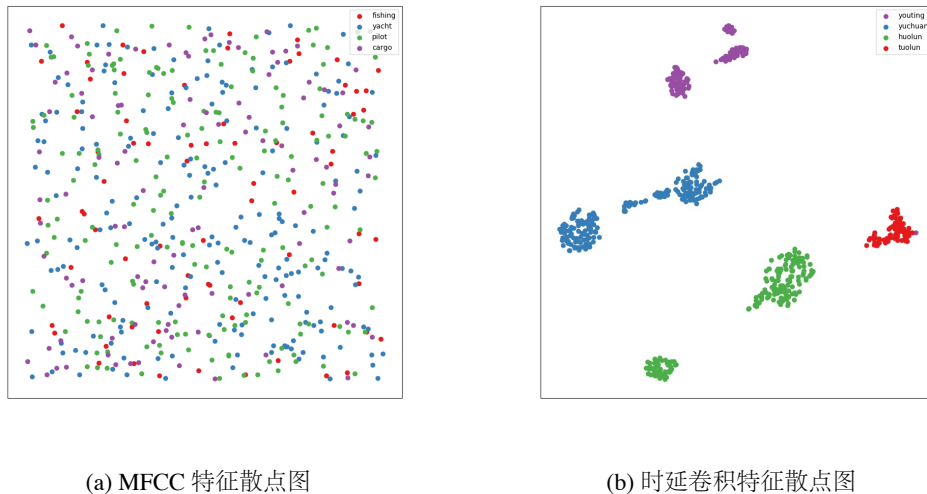 fishing
yacht
pilot
cargo
youting
yuchuan
huolun
tuolun
(a) MFCC 特征散点图
(b) 时延卷积特征散点图